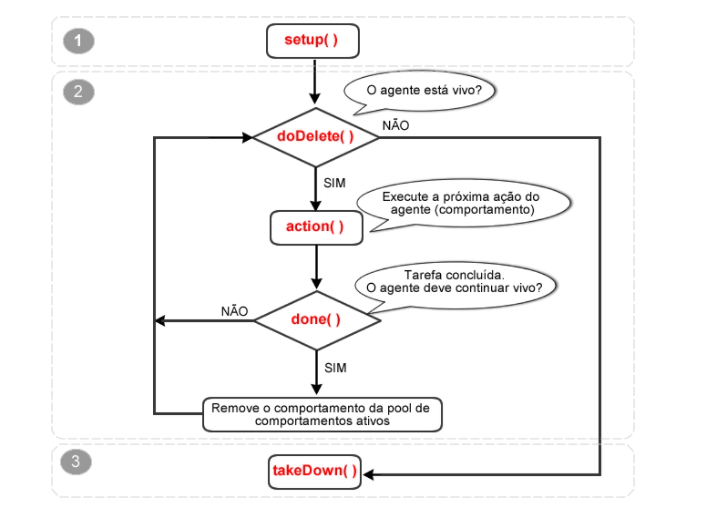 1
setup( )
2
O agente está vivo?
doDelete( )
NÃO
SIM
Execute a próxima ação do
agente (comportamento)
action( )
Tarefa concluída.
O agente deve continuar vivo?
NÃO
done( )
SIM
Remove o comportamento da pool de
comportamentos ativos
3
takeDown( )